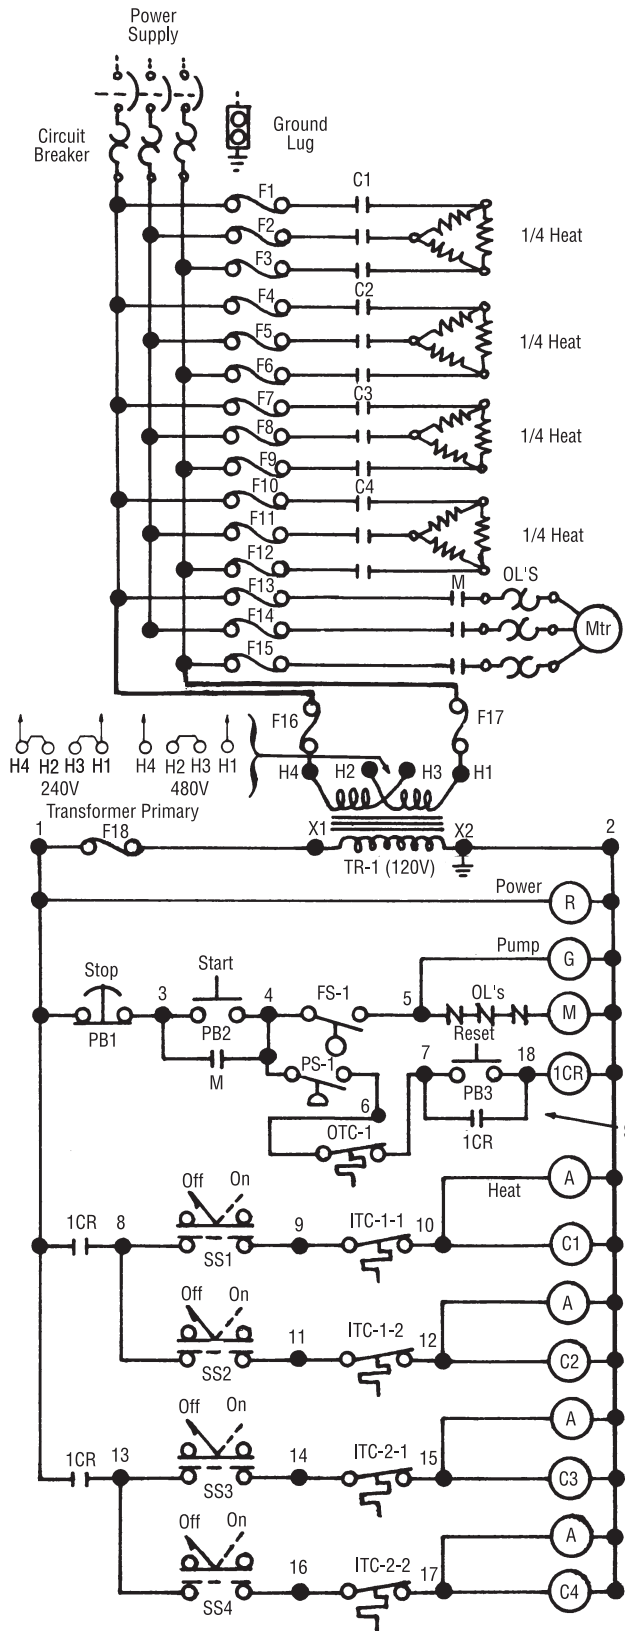 Power
Supply
Circuit
Breaker
Ground
Lug
F1
C1
F2
1/4 Heat
F3
F4
C2
F5
1/4 Heat
F6
F7
C3
F8
1/4 Heat
F9
F10
C4
F11
1/4 Heat
F12
F13
M
OL'S
F14
Mtr
F15
F16
F17
H4 H2 H3 H1
240V
H4 H2 H3 H1
480V
H4
H2
H3
H1
Transformer Primary
1
F18
X1
X2
2
TR-1 (120V)
Power
R
Pump
G
Stop
3
Start
4
FS-1
5
OL's
M
PB1
PB2
Reset
M
PS-1
7
18
1CR
PB3
6
OTC-1
1CR
Off On
Heat
A
1CR
8
SS1
9
ITC-1-1
10
C1
Off On
A
SS2
11
ITC-1-2
12
C2
Off On
A
1CR
13
SS3
14
ITC-2-1
15
C3
Off On
A
SS4
16
ITC-2-2
17
C4